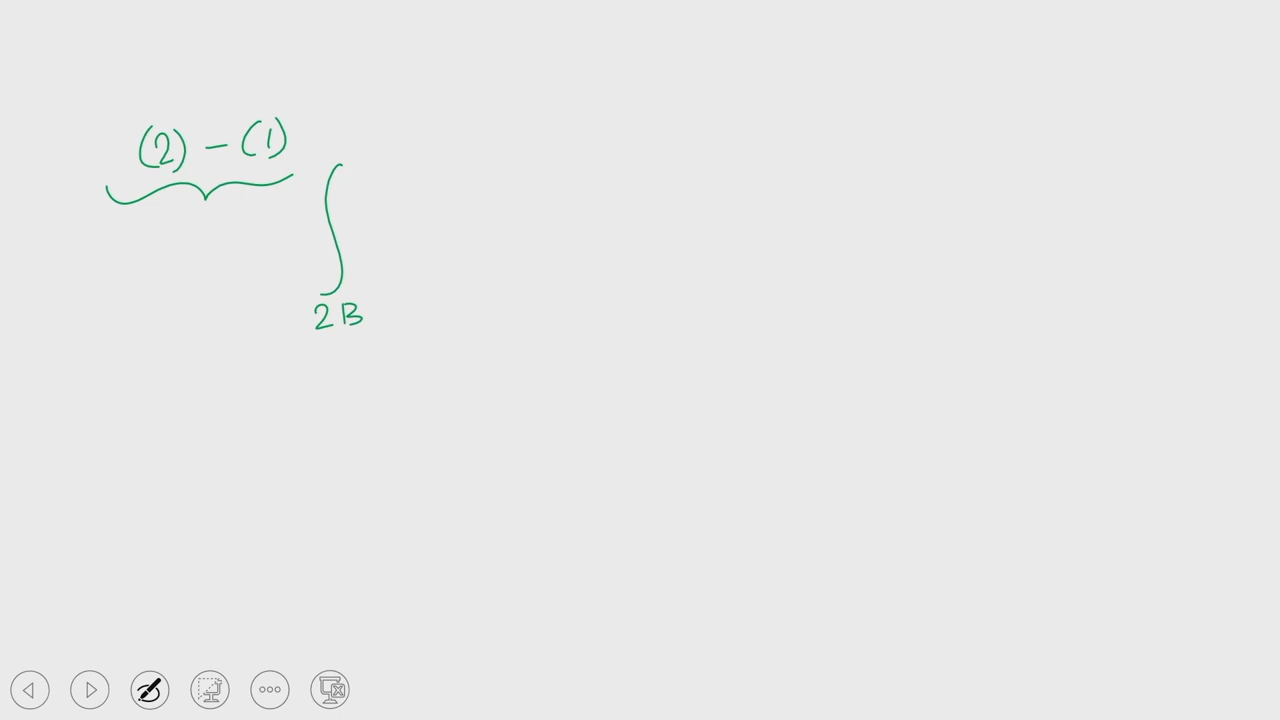 (2) - (1)
∫
2B